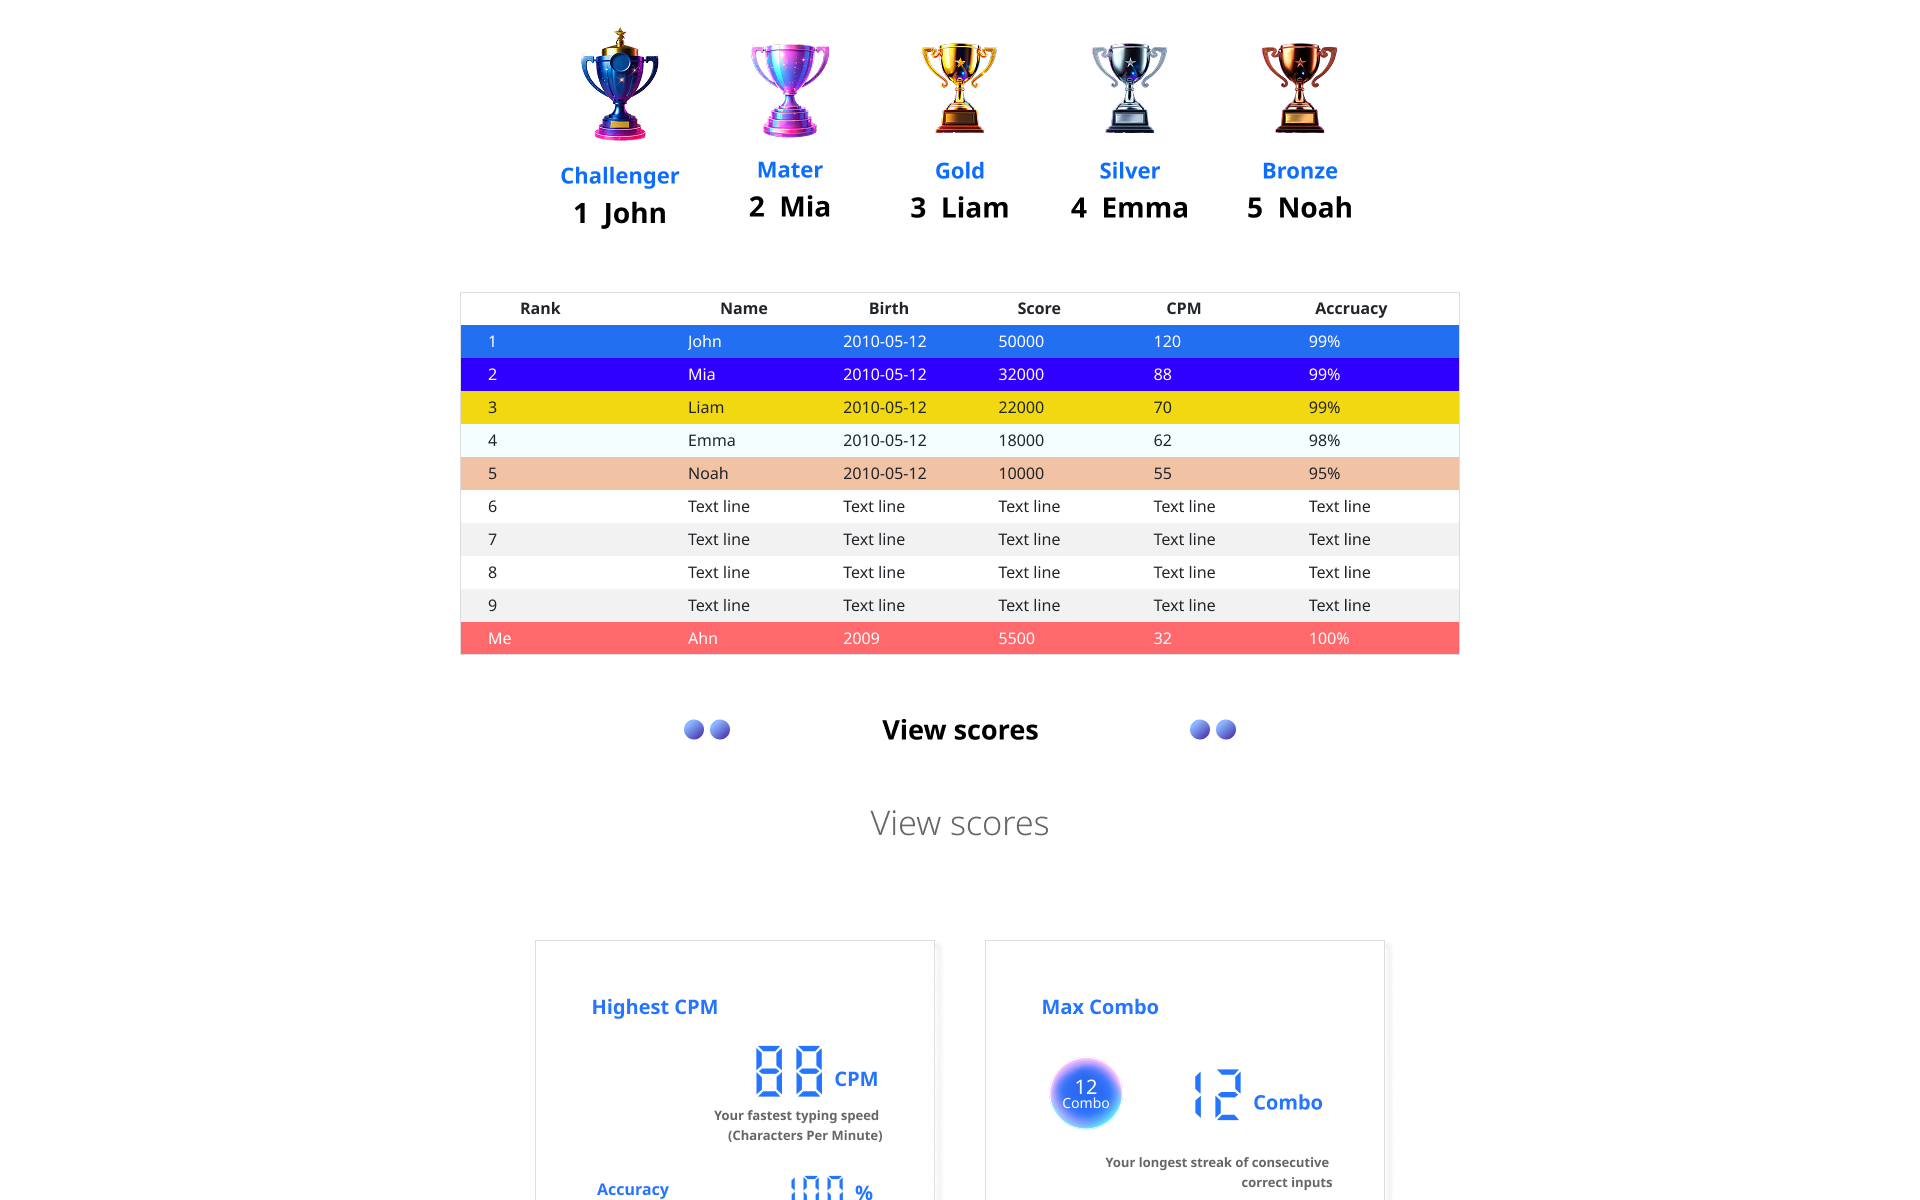 Challenger
Mater
Gold
Silver
Bronze
1 John
2 Mia
3 Liam
4 Emma
5 Noah
Rank Name Birth Score CPM Accruacy
1 John 2010-05-12 50000 120 99%
2 Mia 2010-05-12 32000 88 99%
3 Liam 2010-05-12 22000 70 99%
4 Emma 2010-05-12 18000 62 98%
5 Noah 2010-05-12 10000 55 95%
6 Text line Text line Text line Text line Text line
7 Text line Text line Text line Text line Text line
8 Text line Text line Text line Text line Text line
9 Text line Text line Text line Text line Text line
Me Ahn 2009 5500 32 100%
View scores
View scores
Highest CPM
88 CPM
Your fastest typing speed
(Characters Per Minute)
Accuracy 100 %
Max Combo
12
Combo
12 Combo
Your longest streak of consecutive
correct inputs